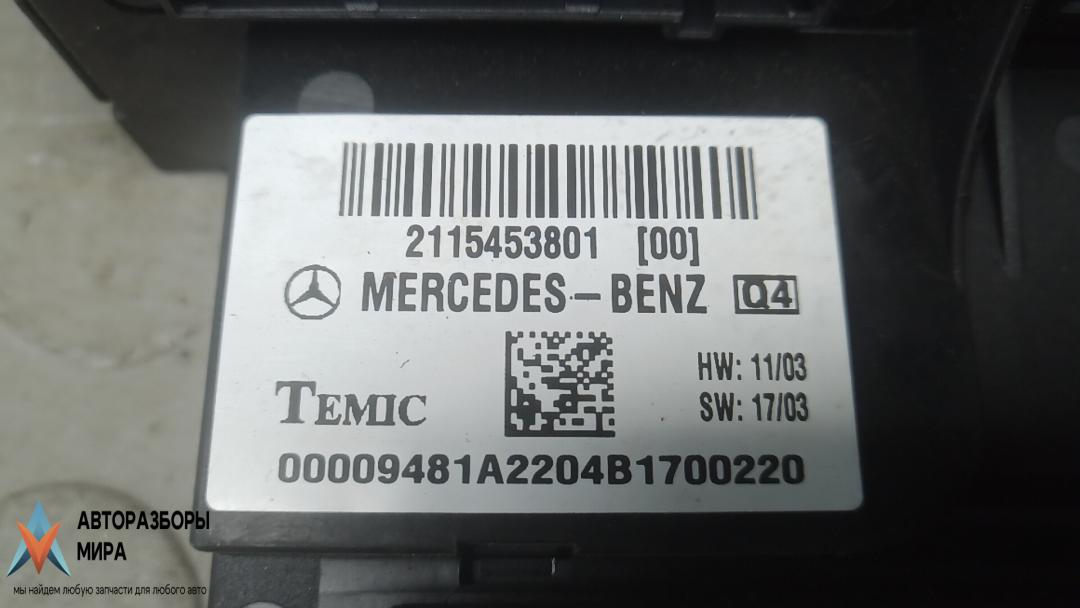 2115453801 [00]
MERCEDES-BENZ Q4
HW: 11/03
TEMIC
SW: 17/03
00009481A2204B1700220
АВТОРАЗБОРЫ
МИРА
мы найдем любую запчасти для любого авто